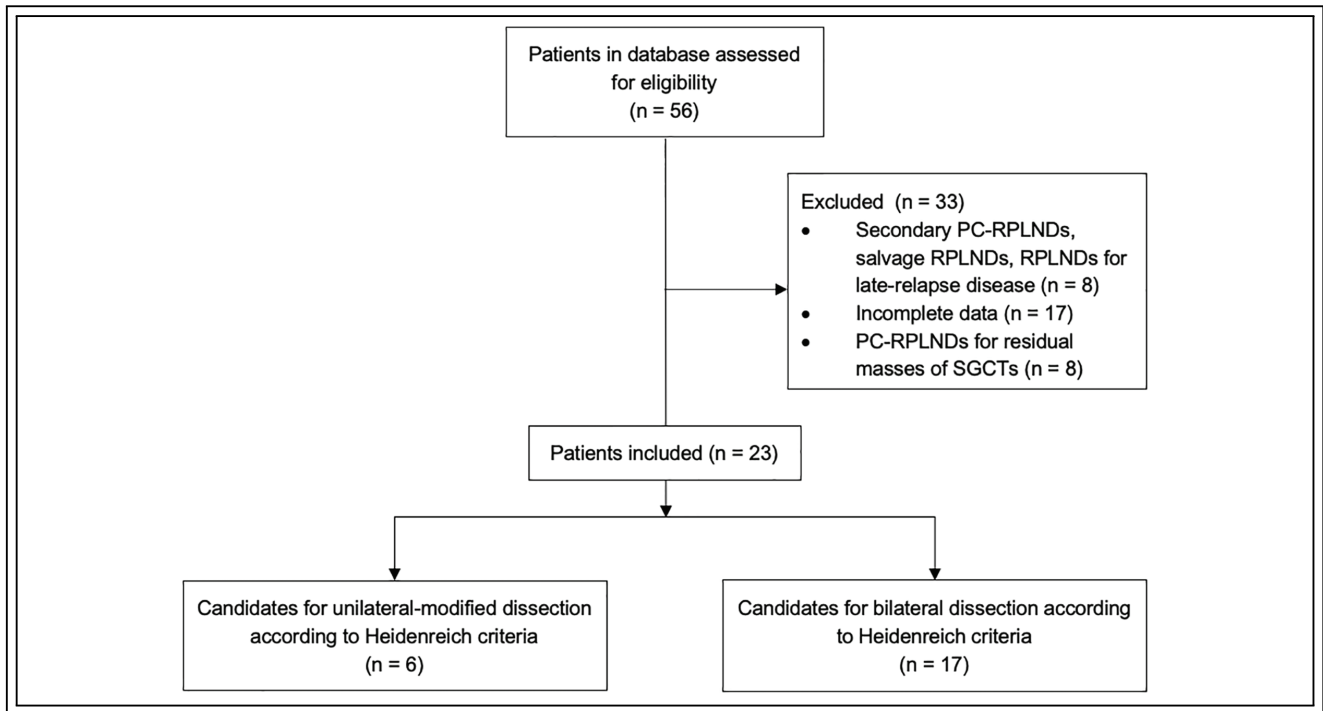 Patients in database assessed
for eligibility
(n = 56)
Excluded (n = 33)
• Secondary PC-RPLNDs,
salvage RPLNDs, RPLNDs for
late-relapse disease (n = 8)
• Incomplete data (n = 17)
• PC-RPLNDs for residual
masses of SGCTs (n = 8)
Patients included (n = 23)
Candidates for unilateral-modified dissection
according to Heidenreich criteria
(n = 6)
Candidates for bilateral dissection according
to Heidenreich criteria
(n = 17)